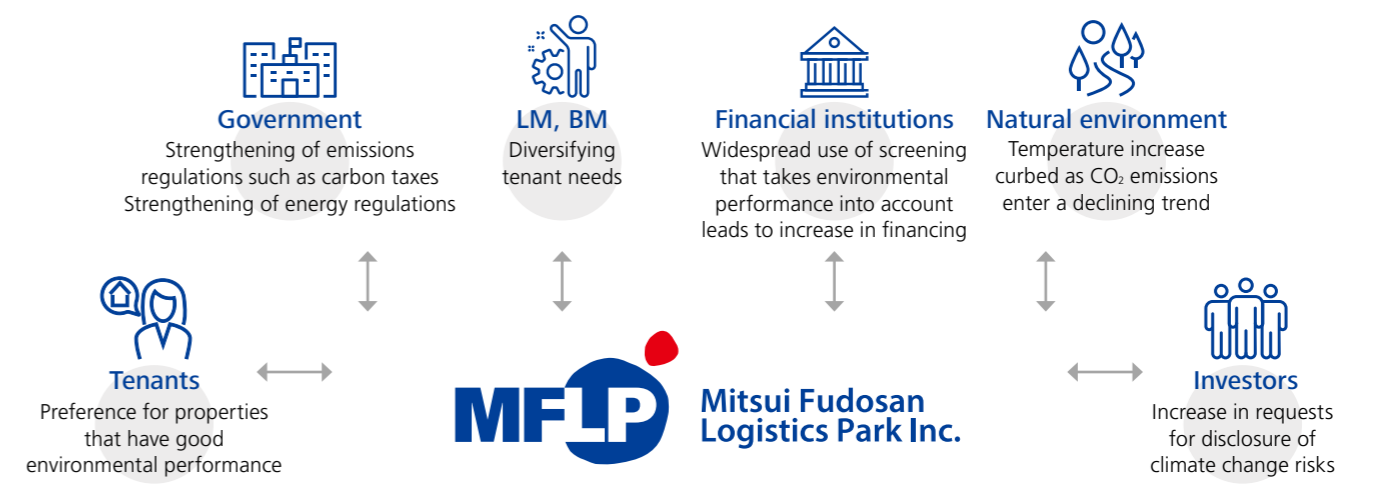 Government
Strengthening of emissions
regulations such as carbon taxes
Strengthening of energy regulations
LM, BM
Diversifying
tenant needs
Financial institutions
Widespread use of screening
that takes environmental
performance into account
leads to increase in financing
Natural environment
Temperature increase
curbed as CO₂ emissions
enter a declining trend
Tenants
Preference for properties
that have good
environmental performance
MFLP
Mitsui Fudosan
Logistics Park Inc.
Investors
Increase in requests
for disclosure of
climate change risks